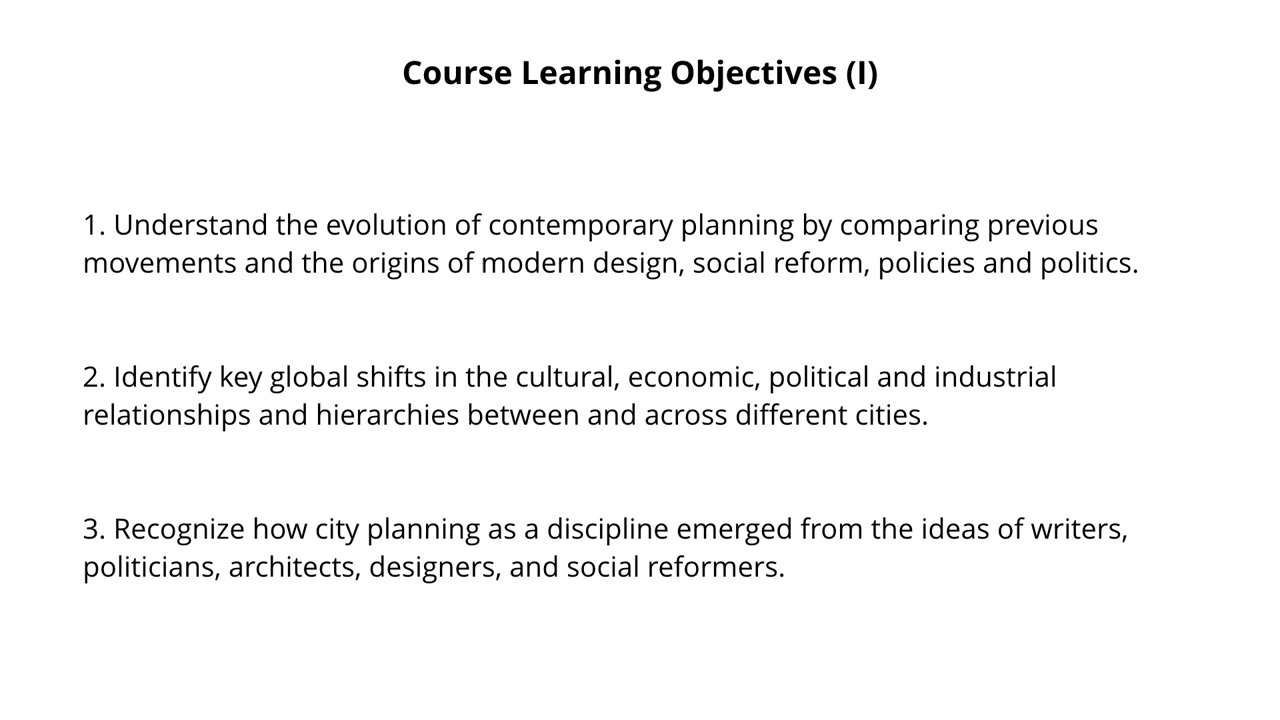 Course Learning Objectives (I)
1. Understand the evolution of contemporary planning by comparing previous
movements and the origins of modern design, social reform, policies and politics.
2. Identify key global shifts in the cultural, economic, political and industrial
relationships and hierarchies between and across different cities.
3. Recognize how city planning as a discipline emerged from the ideas of writers,
politicians, architects, designers, and social reformers.